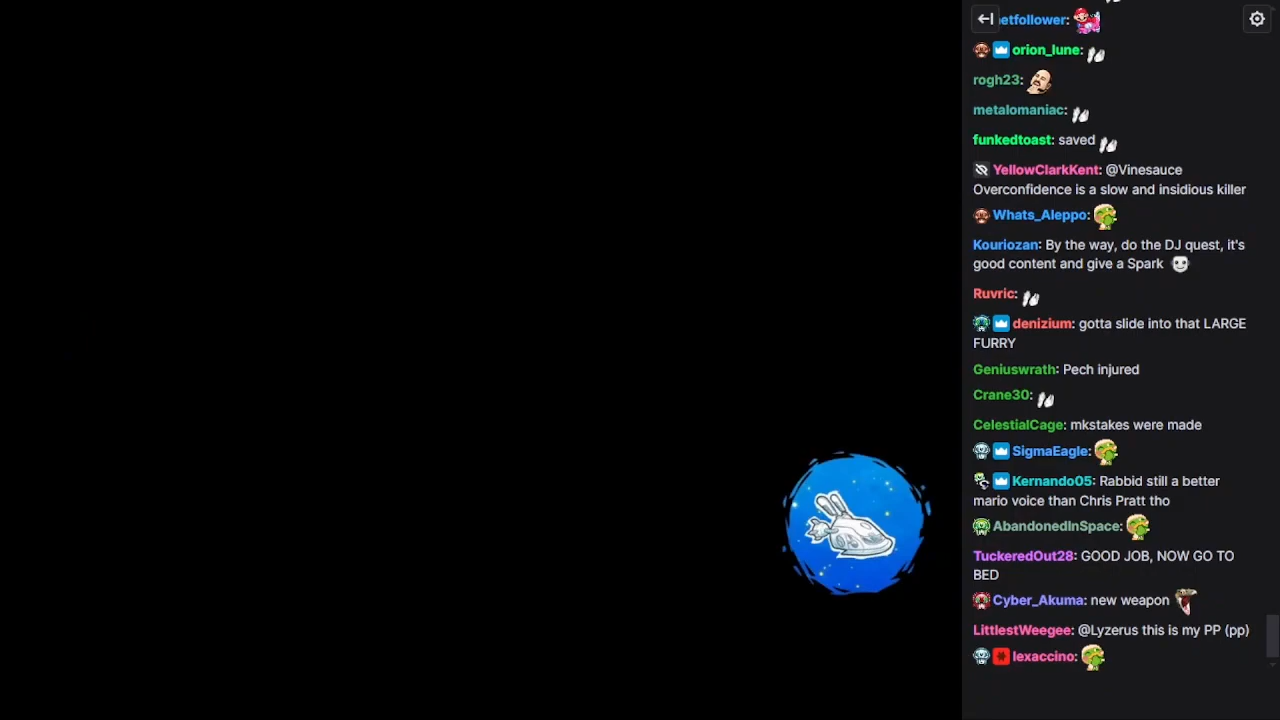 etfollower:
orion_lune:
rogh23:
metalomaniac:
funkedtoast: saved
YellowClarkKent: @Vinesauce
Overconfidence is a slow and insidious killer
Whats_Aleppo:
Kouriozan: By the way, do the DJ quest, it's
good content and give a Spark
Ruvric:
denizium: gotta slide into that LARGE
FURRY
Geniuswrath: Pech injured
Crane30:
CelestialCage: mkstakes were made
SigmaEagle:
Kernando05: Rabbid still a better
mario voice than Chris Pratt tho
AbandonedInSpace:
TuckeredOut28: GOOD JOB, NOW GO TO
BED
Cyber_Akuma: new weapon
LittlestWeegee: @Lyzerus this is my PP (pp)
lexaccino: